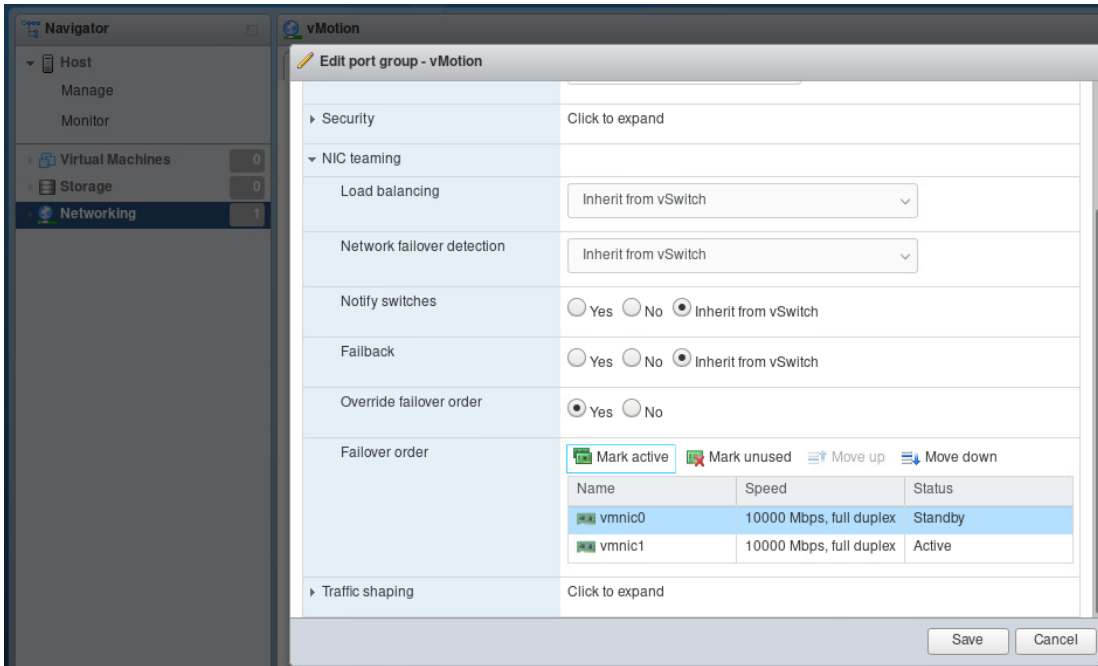 Navigator
vMotion
Host
Manage
Monitor
Virtual Machines 0
Storage 0
Networking 1
Edit port group - vMotion
Security Click to expand
NIC teaming
Load balancing Inherit from vSwitch
Network failover detection Inherit from vSwitch
Notify switches Yes No Inherit from vSwitch
Failback Yes No Inherit from vSwitch
Override failover order Yes No
Failover order Mark active Mark unused Move up Move down
Name Speed Status
vmnic0 10000 Mbps, full duplex Standby
vmnic1 10000 Mbps, full duplex Active
Traffic shaping Click to expand
Save Cancel